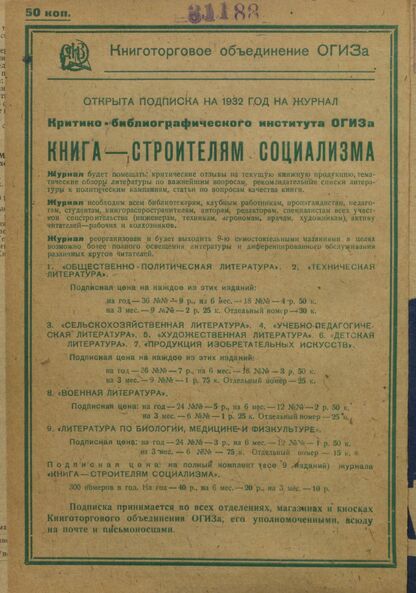 50 коп.
31188
Книготорговое объединение ОГИЗа
ОТКРЫТА ПОДПИСКА НА 1932 ГОД НА ЖУРНАЛ
Критико-библиографического института ОГИЗа
КНИГА — СТРОИТЕЛЯМ СОЦИАЛИЗМА
Журнал будет помещать: критические отзывы на текущую книжную продукцию, тема-
тические обзоры литературы по важнейшим вопросам, рекомендательные списки литера-
туры к политическим кампаниям, статьи по вопросам качества книги.
Журнал необходим всем библиотекарям, клубным работникам, пропагандистам, педаго-
гам, студентам, книгораспространителям, авторам, редакторам, специалистам всех участ-
ков соцстроительства (инженерам, техникам, агрономам, врачам, художникам), активу
читателей — рабочих и колхозников.
Журнал реорганизован и будет выходить 9-ю самостоятельными изданиями в целях
возможно более полного освещения литературы и диференцированного обслуживания
различных кругов читателей.
1. «ОБЩЕСТВЕННО-ПОЛИТИЧЕСКАЯ ЛИТЕРАТУРА». 2. «ТЕХНИЧЕСКАЯ
ЛИТЕРАТУРА».
Подписная цена на каждое из этих изданий:
на год — 36 №№ — 9 р., на 6 мес. — 18 №№ — 4 р. 50 к.
на 3 мес. — 9 №№ — 2 р. 25 к. Отдельный номер — 30 к.
3. «СЕЛЬСКОХОЗЯЙСТВЕННАЯ ЛИТЕРАТУРА». 4. «УЧЕБНО-ПЕДАГОГИЧЕ-
СКАЯ ЛИТЕРАТУРА». 5. «ХУДОЖЕСТВЕННАЯ ЛИТЕРАТУРА». 6. «ДЕТСКАЯ
ЛИТЕРАТУРА». 7. «ПРОДУКЦИЯ ИЗОБРЕТАТЕЛЬНЫХ ИСКУССТВ».
Подписная цена на каждое из этих изданий:
на год — 36 №№ — 7 р., на 6 мес. — 18 №№ — 3 р. 50 к.
на 3 мес. — 9 №№ — 1 р. 75 к. Отдельный номер — 25 к.
8. «ВОЕННАЯ ЛИТЕРАТУРА».
Подписная цена: на год — 24 №№ — 5 р., на 6 мес. — 12 №№ — 2 р. 50 к.
на 3 мес. — 6 №№ — 1 р. 25 к. Отдельный номер — 25 к.
9. «ЛИТЕРАТУРА ПО БИОЛОГИИ, МЕДИЦИНЕ И ФИЗКУЛЬТУРЕ».
Подписная цена: на год — 24 №№ — 3 р., на 6 мес. — 12 №№ — 1 р. 50 к.
на 3 мес. — 6 №№ — 75 к. Отдельный номер — 15 к.
Подписная цена: на полный комплект (все 9 изданий) журнала
«КНИГА — СТРОИТЕЛЯМ СОЦИАЛИЗМА».
300 номеров в год. На год — 40 р., на 6 мес. — 20 р., на 3 мес. — 10 р.
Подписка принимается во всех отделениях, магазинах и киосках
Книготоргового объединения ОГИЗа, его уполномоченными, всюду
на почте и письмоносцами.